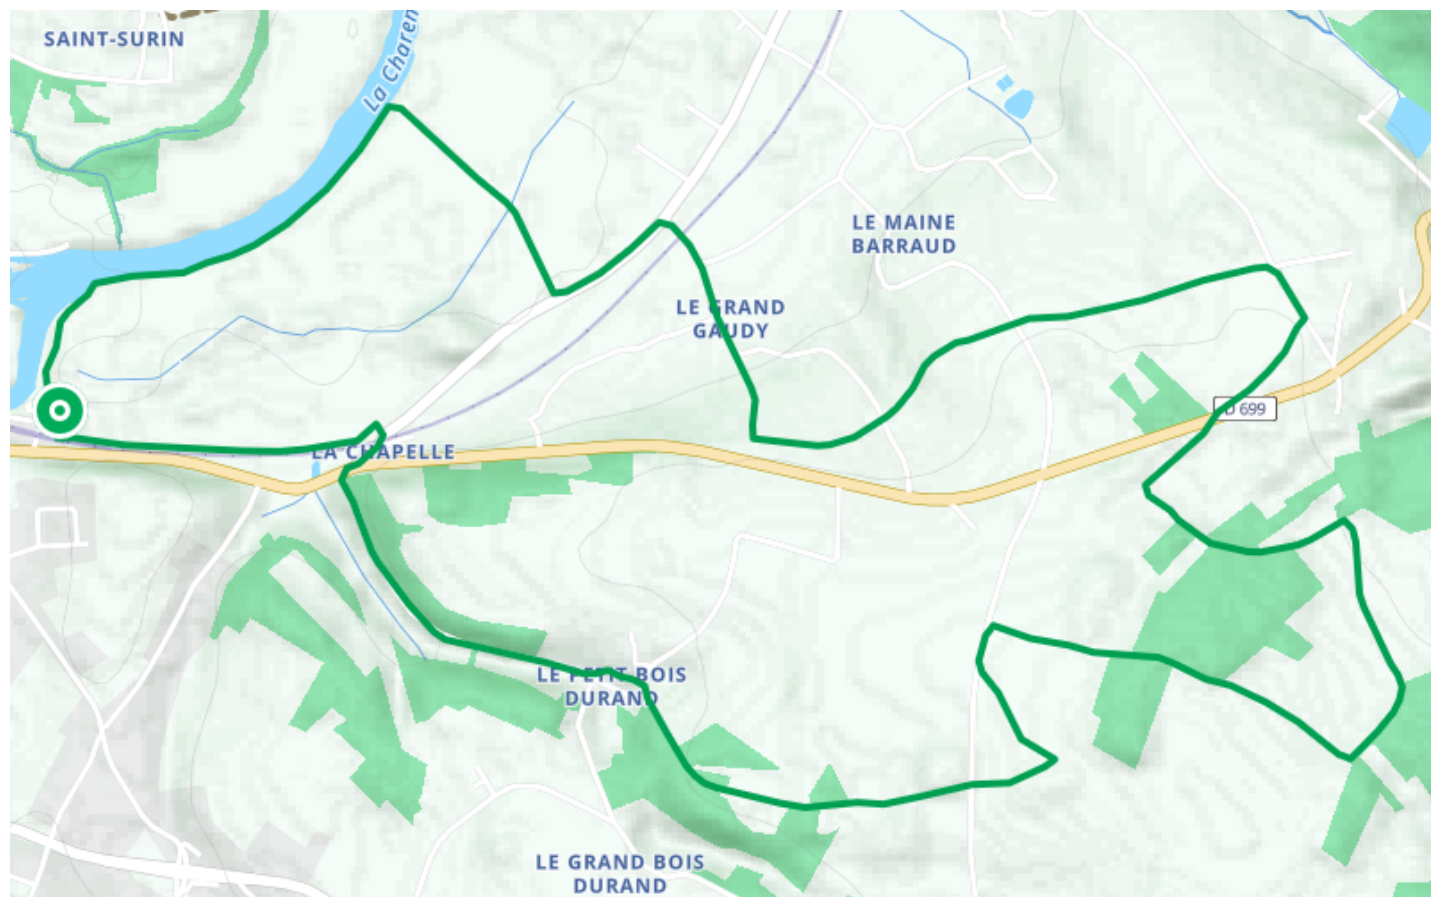 SAINT-SURIN
La Charen
LE MAINE
BARRAUD
LE GRAND
GAUDY
D 699
LA CHAPELLE
LE PETIT BOIS
DURAND
LE GRAND BOIS
DURAND